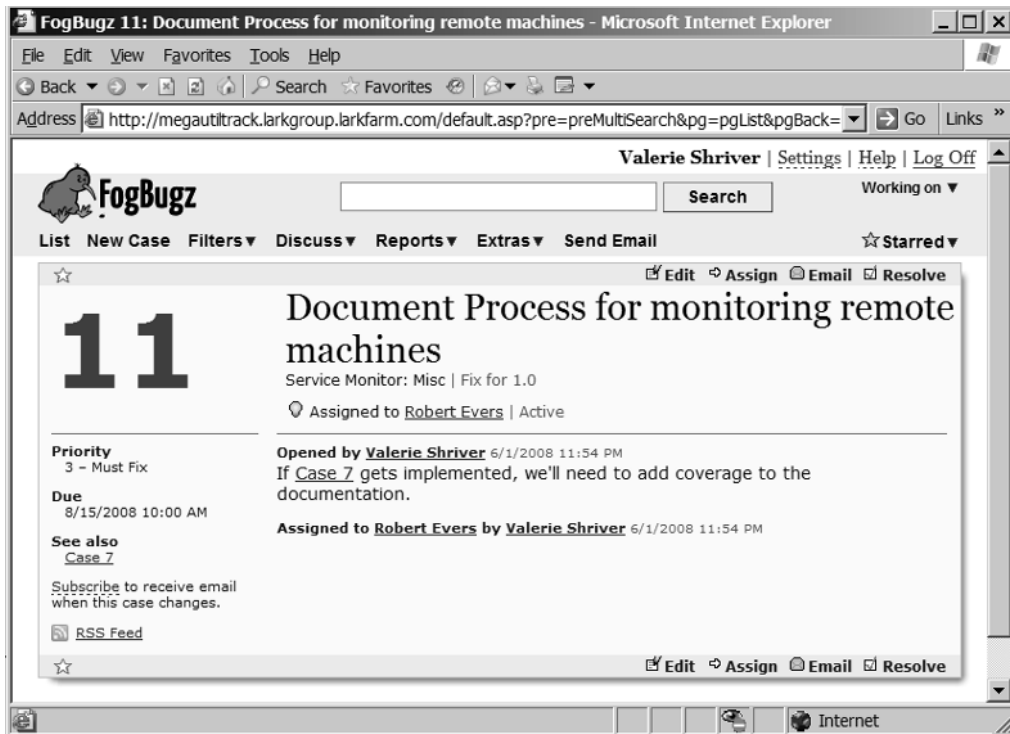 FogBugz 11: Document Process for monitoring remote machines - Microsoft Internet Explorer
File Edit View Favorites Tools Help
Back Search Favorites
Address http://megautiltrack.larkgroup.larkfarm.com/default.asp?pre=preMultiSearch&pg=pgList&pgBack= Go Links »
Valerie Shriver | Settings | Help | Log Off
FogBugz Search Working on ▼
List New Case Filters▼ Discuss▼ Reports▼ Extras▼ Send Email ☆Starred▼
Edit Assign Email Resolve
11
Document Process for monitoring remote
machines
Service Monitor: Misc | Fix for 1.0
Assigned to Robert Evers | Active
Priority
3 – Must Fix
Due
8/15/2008 10:00 AM
See also
Case 7
Subscribe to receive email
when this case changes.
RSS Feed
Opened by Valerie Shriver 6/1/2008 11:54 PM
If Case 7 gets implemented, we'll need to add coverage to the
documentation.
Assigned to Robert Evers by Valerie Shriver 6/1/2008 11:54 PM
Edit Assign Email Resolve
Internet